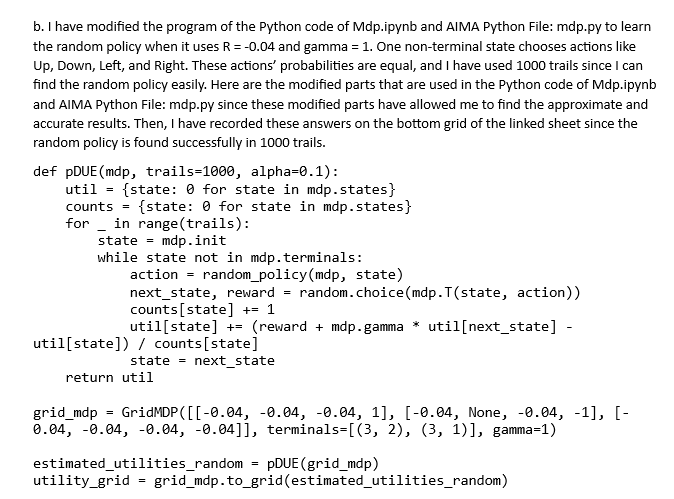 b. I have modified the program of the Python code of Mdp.ipynb and AIMA Python File: mdp.py to learn
the random policy when it uses R = -0.04 and gamma = 1. One non-terminal state chooses actions like
Up, Down, Left, and Right. These actions' probabilities are equal, and I have used 1000 trails since I can
find the random policy easily. Here are the modified parts that are used in the Python code of Mdp.ipynb
and AIMA Python File: mdp.py since these modified parts have allowed me to find the approximate and
accurate results. Then, I have recorded these answers on the bottom grid of the linked sheet since the
random policy is found successfully in 1000 trails.
def pDUE(mdp, trails=1000, alpha=0.1):
    util = {state: 0 for state in mdp.states}
    counts = {state: 0 for state in mdp.states}
    for _ in range(trails):
        state = mdp.init
        while state not in mdp.terminals:
            action = random_policy(mdp, state)
            next_state, reward = random.choice(mdp.T(state, action))
            counts[state] += 1
            util[state] += (reward + mdp.gamma * util[next_state] -
util[state]) / counts[state]
            state = next_state
    return util
grid_mdp = GridMDP([[-0.04, -0.04, -0.04, 1], [-0.04, None, -0.04, -1], [-
0.04, -0.04, -0.04, -0.04]], terminals=[(3, 2), (3, 1)], gamma=1)
estimated_utilities_random = pDUE(grid_mdp)
utility_grid = grid_mdp.to_grid(estimated_utilities_random)